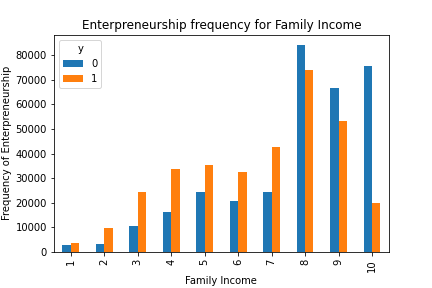 Enterpreneurship frequency for Family Income
y
0
1
80000
70000
60000
50000
40000
30000
20000
10000
0
Frequency of Enterpreneurship
1 2 3 4 5 6 7 8 9 10
Family Income